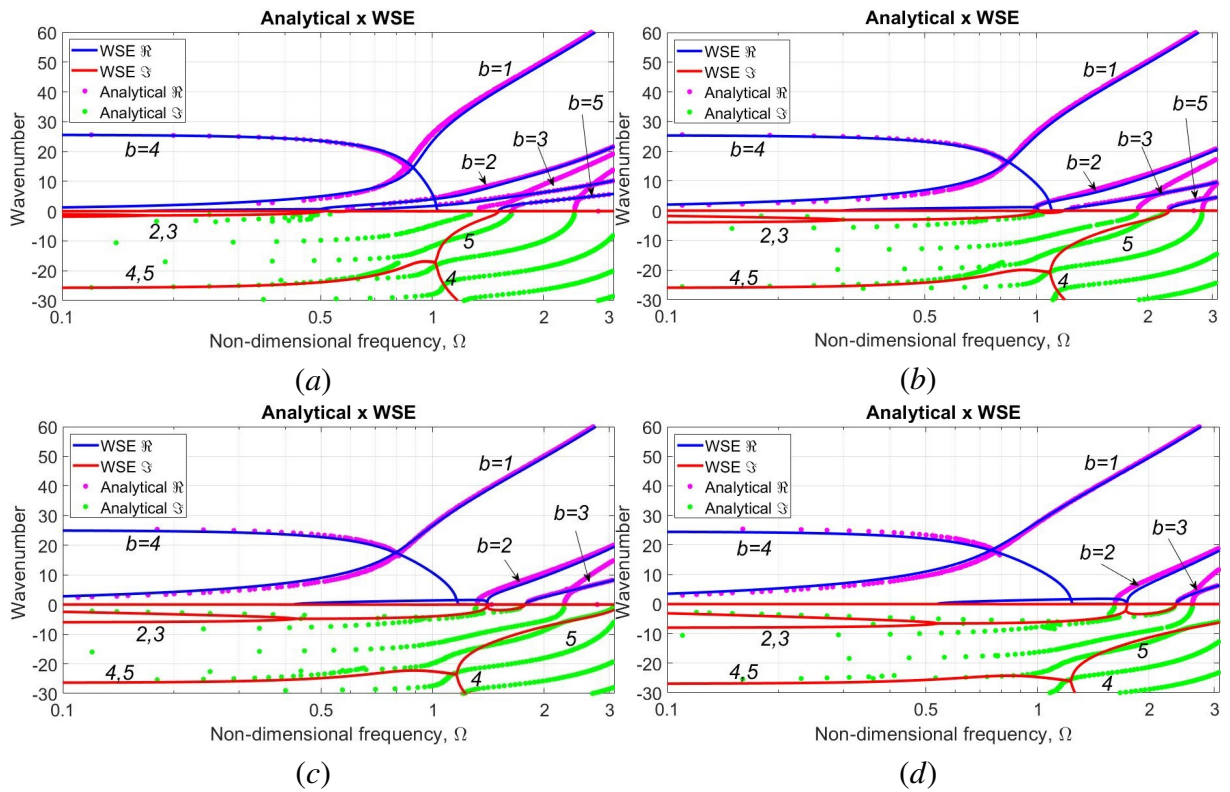 Analytical x WSE
60
50
40
30
20
10
0
-10
-20
-30
Wavenumber
WSE ℜ
WSE ℑ
Analytical ℜ
Analytical ℑ
b=1
b=5
b=3
b=2
b=4
2,3
4,5
5
4
0.1
0.5
1
2
3
Non-dimensional frequency, Ω
(a)
Analytical x WSE
60
50
40
30
20
10
0
-10
-20
-30
Wavenumber
WSE ℜ
WSE ℑ
Analytical ℜ
Analytical ℑ
b=1
b=5
b=3
b=2
b=4
2,3
4,5
5
4
0.1
0.5
1
2
3
Non-dimensional frequency, Ω
(b)
Analytical x WSE
60
50
40
30
20
10
0
-10
-20
-30
Wavenumber
WSE ℜ
WSE ℑ
Analytical ℜ
Analytical ℑ
b=1
b=3
b=2
b=4
2,3
4,5
5
4
0.1
0.5
1
2
3
Non-dimensional frequency, Ω
(c)
Analytical x WSE
60
50
40
30
20
10
0
-10
-20
-30
Wavenumber
WSE ℜ
WSE ℑ
Analytical ℜ
Analytical ℑ
b=1
b=3
b=2
b=4
2,3
4,5
5
4
0.1
0.5
1
2
3
Non-dimensional frequency, Ω
(d)